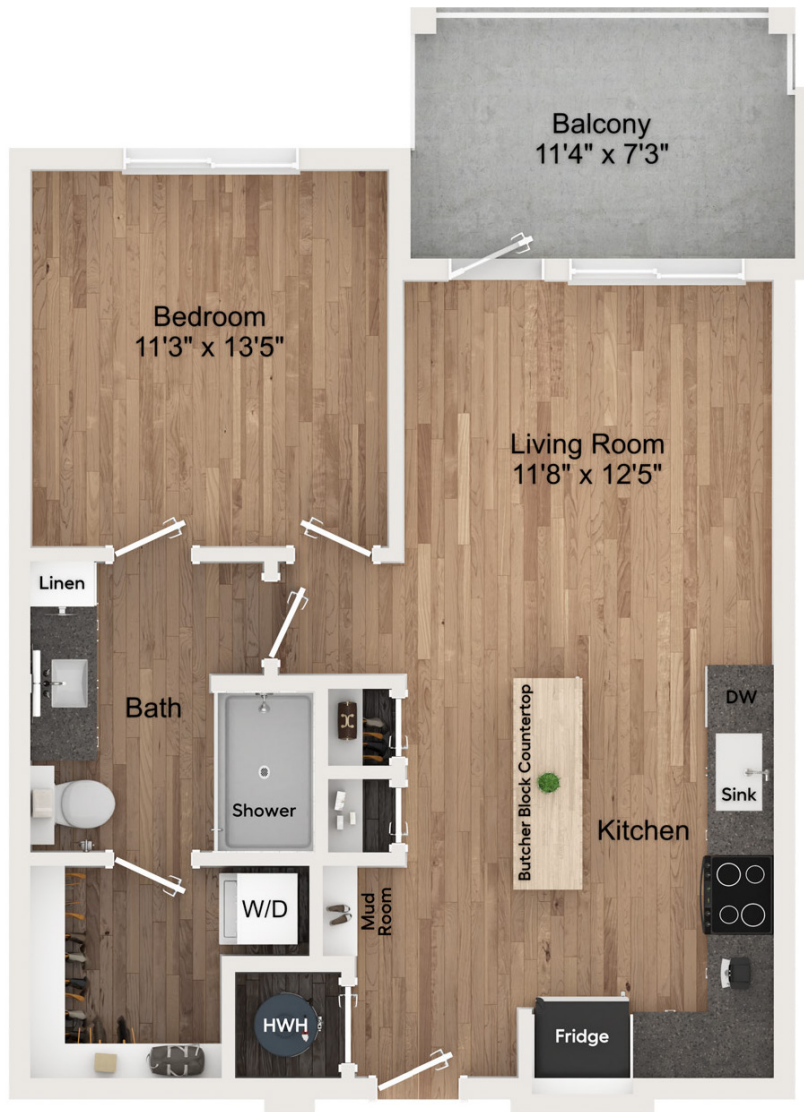 Balcony
11'4" x 7'3"
Bedroom
11'3" x 13'5"
Living Room
11'8" x 12'5"
Linen
Bath
Shower
Butcher Block Countertop
DW
Sink
Kitchen
W/D
Mud
Room
HWH
Fridge